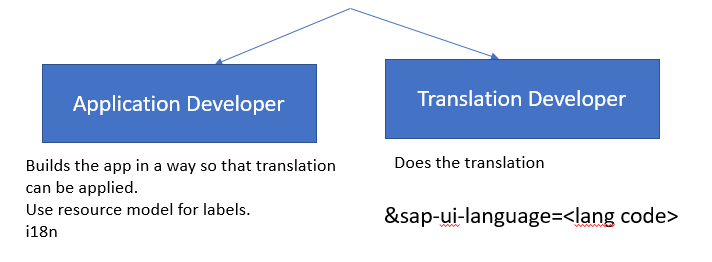 Application Developer
Translation Developer
Builds the app in a way so that translation
can be applied.
Use resource model for labels.
i18n
Does the translation
&sap-ui-language=<lang code>